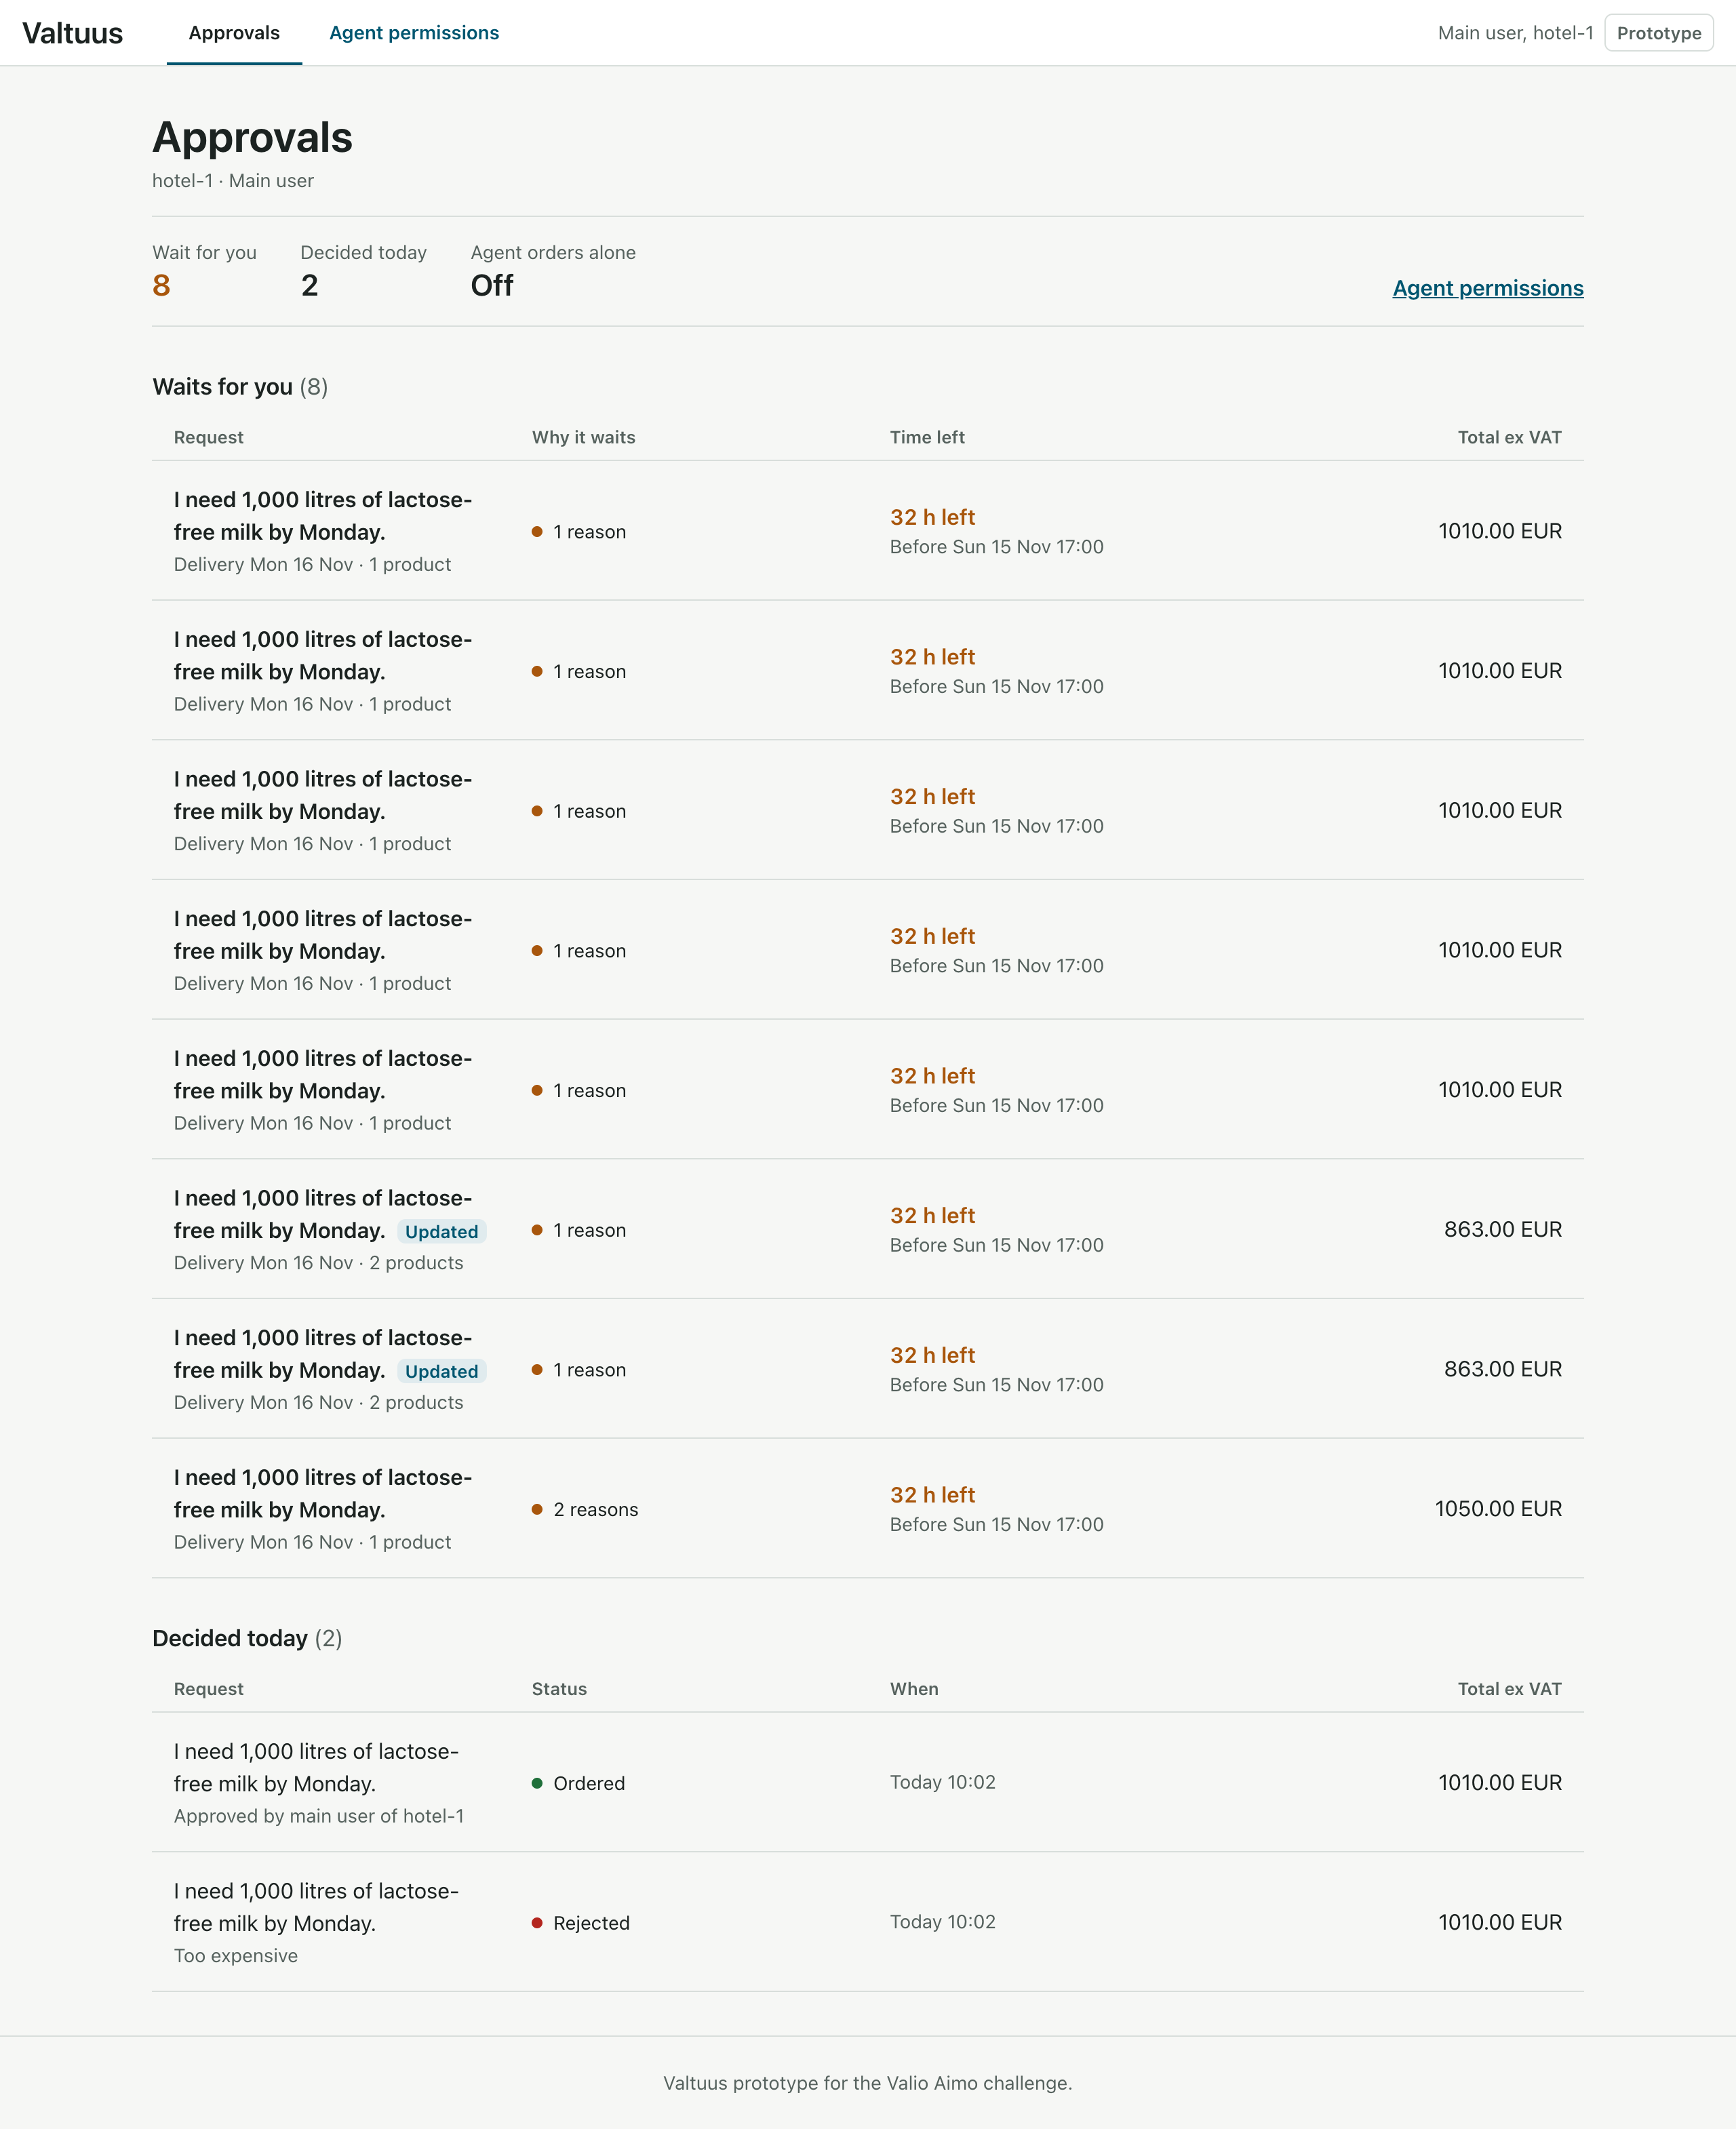 Valtuus
Approvals
Agent permissions
Main user, hotel-1
Prototype
Approvals
hotel-1 · Main user
Wait for you
8
Decided today
2
Agent orders alone
Off
Agent permissions
Waits for you (8)
Request
Why it waits
Time left
Total ex VAT
I need 1,000 litres of lactose-
free milk by Monday.
Delivery Mon 16 Nov · 1 product
1 reason
32 h left
Before Sun 15 Nov 17:00
1010.00 EUR
I need 1,000 litres of lactose-
free milk by Monday.
Delivery Mon 16 Nov · 1 product
1 reason
32 h left
Before Sun 15 Nov 17:00
1010.00 EUR
I need 1,000 litres of lactose-
free milk by Monday.
Delivery Mon 16 Nov · 1 product
1 reason
32 h left
Before Sun 15 Nov 17:00
1010.00 EUR
I need 1,000 litres of lactose-
free milk by Monday.
Delivery Mon 16 Nov · 1 product
1 reason
32 h left
Before Sun 15 Nov 17:00
1010.00 EUR
I need 1,000 litres of lactose-
free milk by Monday.
Delivery Mon 16 Nov · 1 product
1 reason
32 h left
Before Sun 15 Nov 17:00
1010.00 EUR
I need 1,000 litres of lactose-
free milk by Monday. Updated
Delivery Mon 16 Nov · 2 products
1 reason
32 h left
Before Sun 15 Nov 17:00
863.00 EUR
I need 1,000 litres of lactose-
free milk by Monday. Updated
Delivery Mon 16 Nov · 2 products
1 reason
32 h left
Before Sun 15 Nov 17:00
863.00 EUR
I need 1,000 litres of lactose-
free milk by Monday.
Delivery Mon 16 Nov · 1 product
2 reasons
32 h left
Before Sun 15 Nov 17:00
1050.00 EUR
Decided today (2)
Request
Status
When
Total ex VAT
I need 1,000 litres of lactose-
free milk by Monday.
Approved by main user of hotel-1
Ordered
Today 10:02
1010.00 EUR
I need 1,000 litres of lactose-
free milk by Monday.
Too expensive
Rejected
Today 10:02
1010.00 EUR
Valtuus prototype for the Valio Aimo challenge.